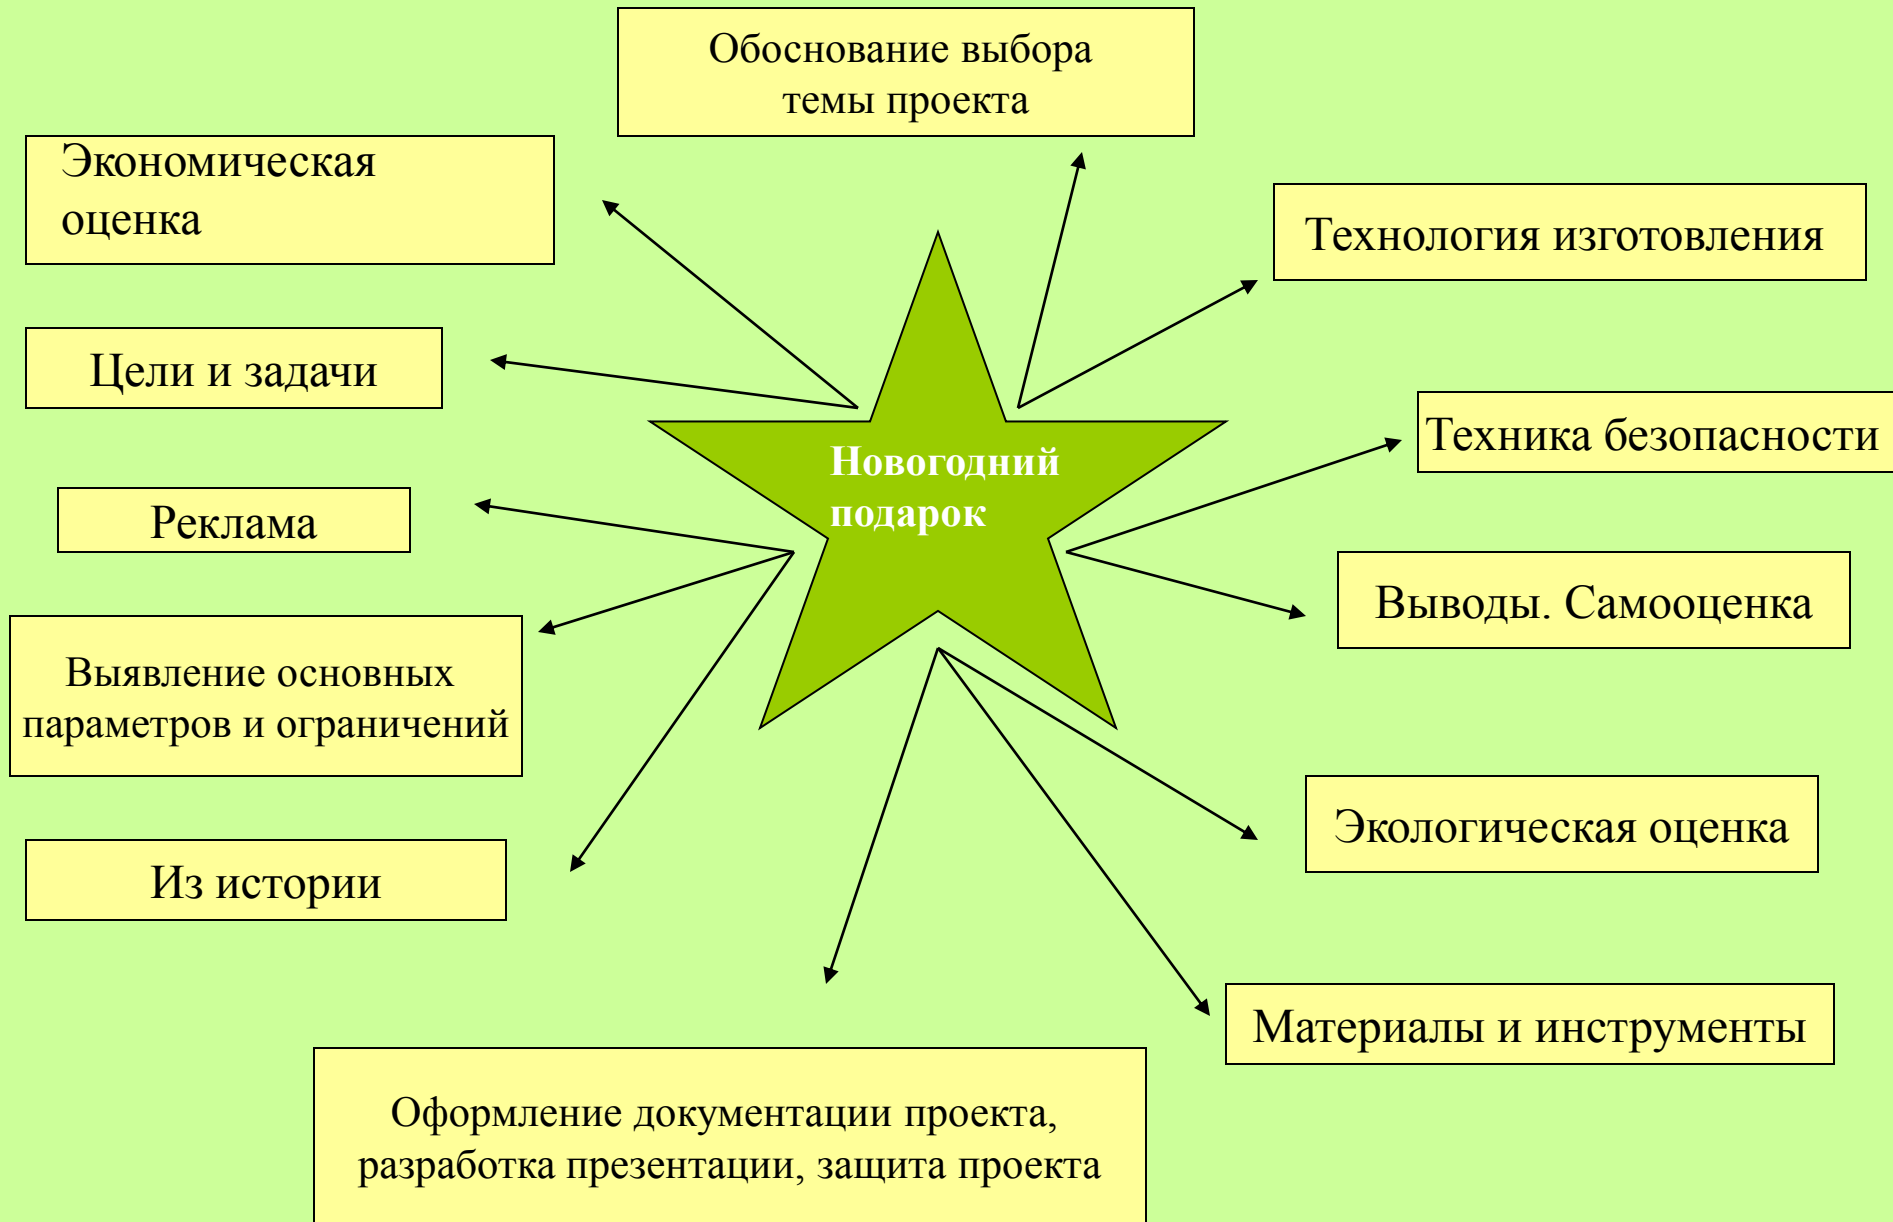 Обоснование выбора
темы проекта
Экономическая
оценка
Технология изготовления
Цели и задачи
Техника безопасности
Новогодний
подарок
Реклама
Выводы. Самооценка
Выявление основных
параметров и ограничений
Экологическая оценка
Из истории
Материалы и инструменты
Оформление документации проекта,
разработка презентации, защита проекта